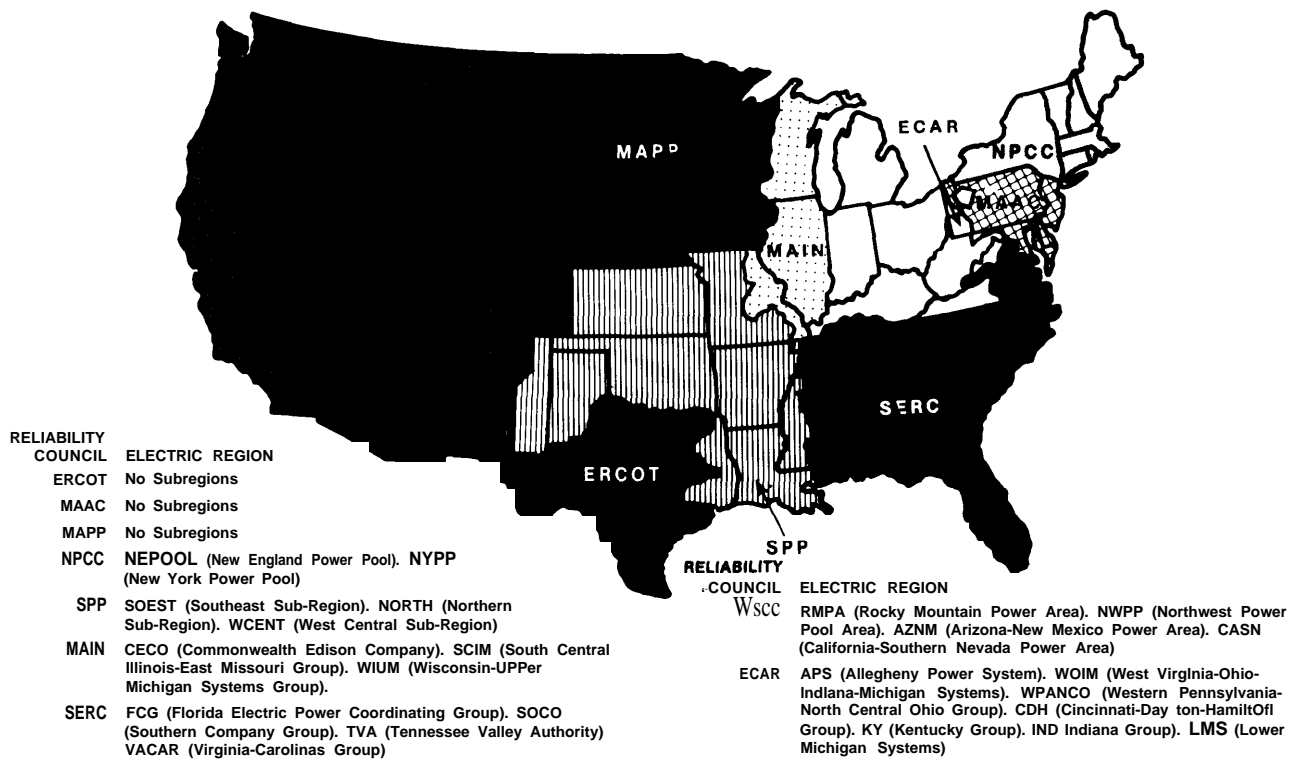 ECAR
MAPP
NPCC
MAAC
MAIN
SERC
ERCOT
SPP
RELIABILITY
COUNCIL ELECTRIC REGION
ERCOT No Subregions
MAAC No Subregions
MAPP No Subregions
NPCC NEPOOL (New England Power Pool). NYPP
(New York Power Pool)
SPP SOEST (Southeast Sub-Region). NORTH (Northern
Sub-Region). WCENT (West Central Sub-Region)
MAIN CECO (Commonwealth Edison Company). SCIM (South Central
Illinois-East Missouri Group). WIUM (Wisconsin-UPPer
Michigan Systems Group).
SERC FCG (Florida Electric Power Coordinating Group). SOCO
(Southern Company Group). TVA (Tennessee Valley Authority)
VACAR (Virginia-Carolinas Group)
RELIABILITY
COUNCIL ELECTRIC REGION
Wscc RMPA (Rocky Mountain Power Area). NWPP (Northwest Power
Pool Area). AZNM (Arizona-New Mexico Power Area). CASN
(California-Southern Nevada Power Area)
ECAR APS (Allegheny Power System). WOIM (West VirgInia-Ohio-
Indlana-Michigan Systems). WPANCO (Western Pennsylvania-
North Central Ohio Group). CDH (Cincinnati-Day ton-HamiltOfl
Group). KY (Kentucky Group). IND Indiana Group). LMS (Lower
Michigan Systems)